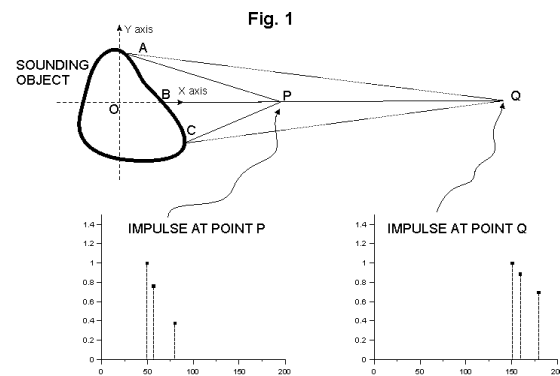 Fig. 1
Y axis
A
SOUNDING
OBJECT
B
X axis
P
Q
O
C
IMPULSE AT POINT P
IMPULSE AT POINT Q
1.4
1.2
1
0.8
0.6
0.4
0.2
0
0 50 100 150 200
1.4
1.2
1
0.8
0.6
0.4
0.2
0
0 50 100 150 200